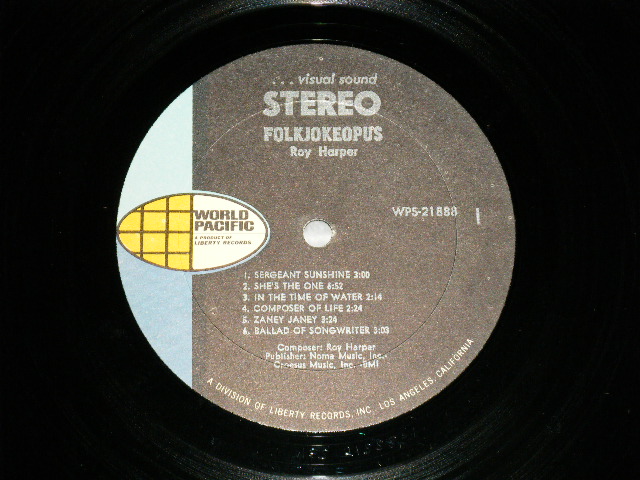 ...visual sound
STEREO
FOLKJOKEOPUS
Roy Harper
WPS-21888
1
WORLD
PACIFIC
A PRODUCT OF
LIBERTY RECORDS
1. SERGEANT SUNSHINE 3:00
2. SHE'S THE ONE 6:52
3. IN THE TIME OF WATER 2:14
4. COMPOSER OF LIFE 2:24
5. ZANEY JANEY 3:24
6. BALLAD OF SONGWRITER 3:03
Composer: Roy Harper
Publisher: Noma Music, Inc.-
Croesus Music, Inc. -BMI
A DIVISION OF LIBERTY RECORDS, INC. LOS ANGELES, CALIFORNIA